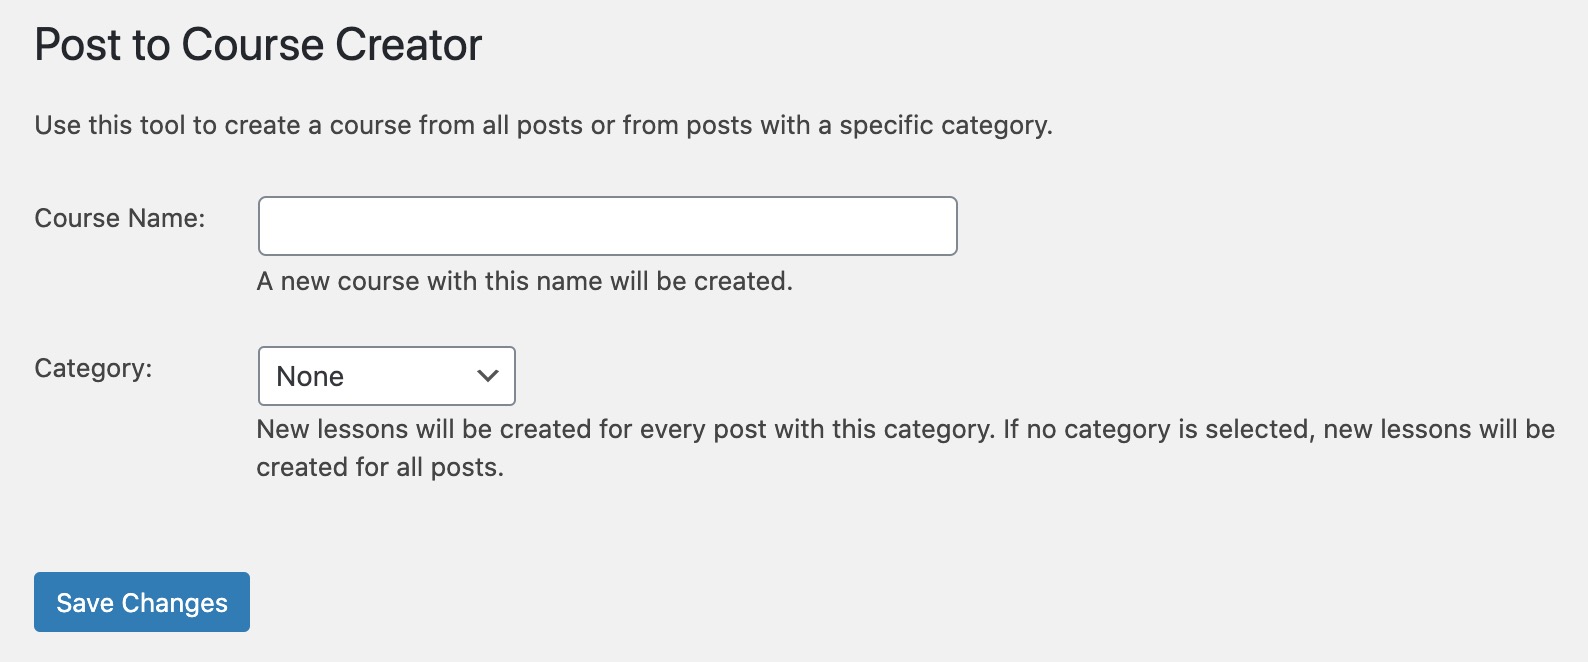 Post to Course Creator
Use this tool to create a course from all posts or from posts with a specific category.
Course Name:
A new course with this name will be created.
Category:
None
New lessons will be created for every post with this category. If no category is selected, new lessons will be
created for all posts.
Save Changes